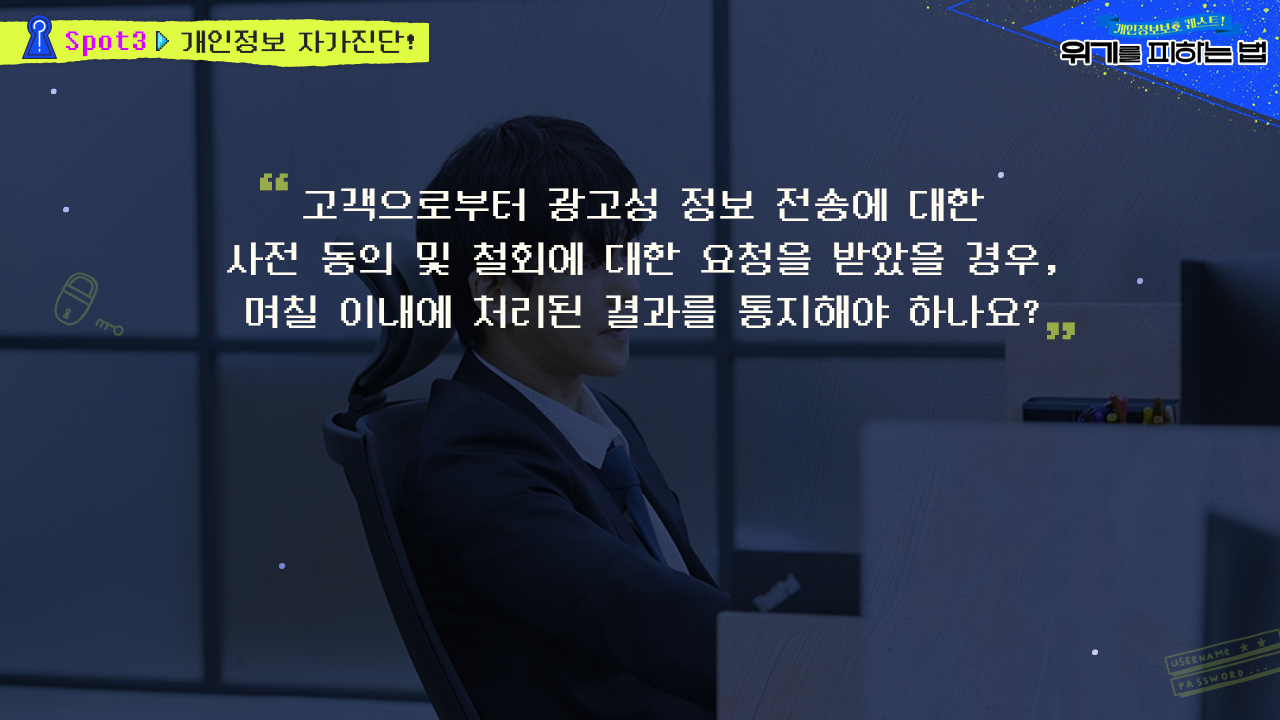 Spot3 개인정보 자가진단!
개인정보보호 퀘스트!
위기를 피하는 법
“고객으로부터 광고성 정보 전송에 대한
사전 동의 및 철회에 대한 요청을 받았을 경우,
며칠 이내에 처리된 결과를 통지해야 하나요?”
USERNAME ★ ★
PASSWORD...